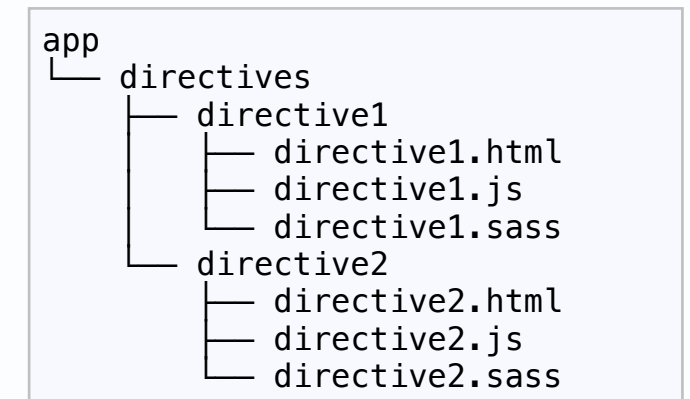 app
└── directives
    ├── directive1
    │   ├── directive1.html
    │   ├── directive1.js
    │   └── directive1.sass
    └── directive2
        ├── directive2.html
        ├── directive2.js
        └── directive2.sass